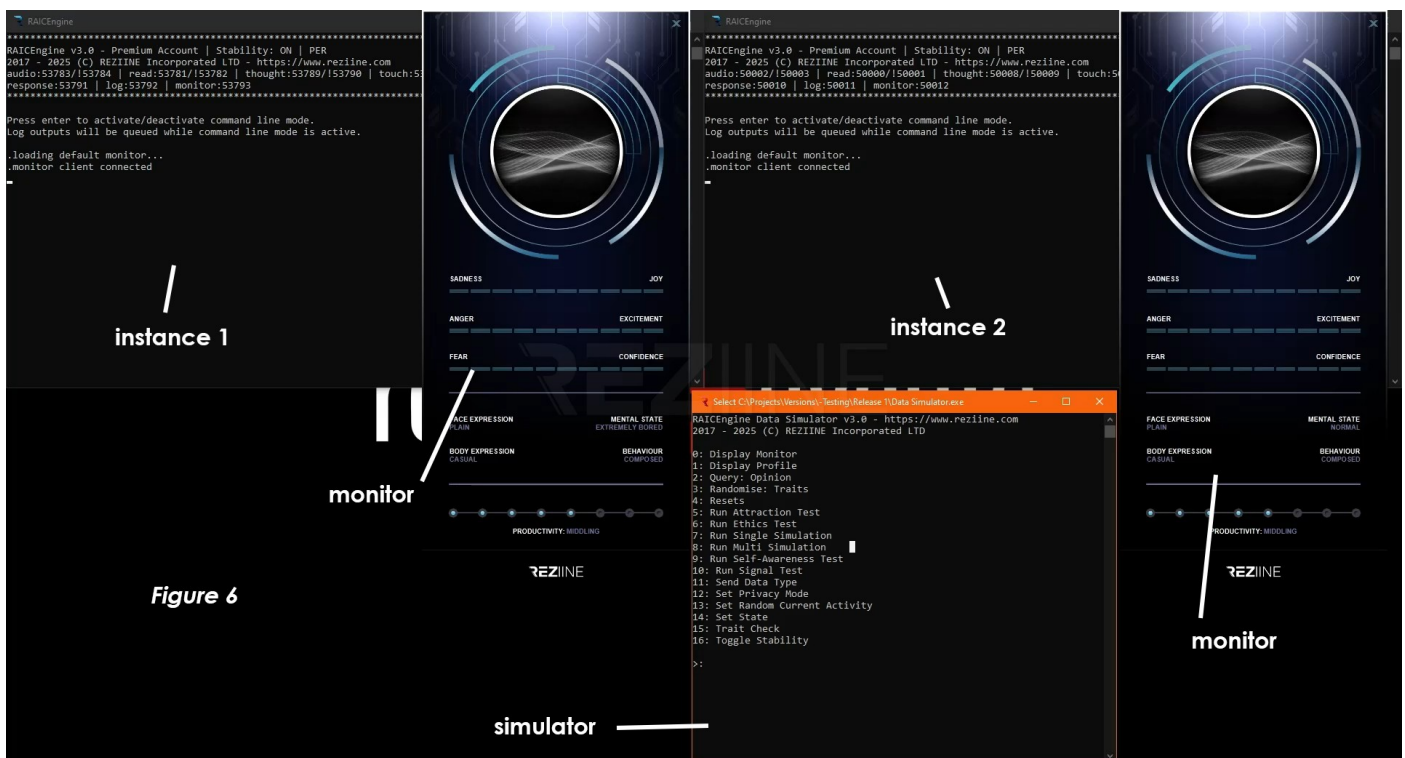 RAICEngine
*****
RAICEngine v3.0 - Premium Account | Stability: ON | PER
2017 - 2025 (C) REZIINE Incorporated LTD - https://www.reziine.com
audio:53783/!53784 | read:53781/!53782 | thought:53789/!53790 | touch:53
response:53791 | log:53792 | monitor:53793
*****
Press enter to activate/deactivate command line mode.
Log outputs will be queued while command line mode is active.
.loading default monitor...
.monitor client connected
instance 1
SADNESS JOY
ANGER EXCITEMENT
FEAR CONFIDENCE
FACE EXPRESSION MENTAL STATE
PLAIN EXTREMELY BORED
BODY EXPRESSION BEHAVIOUR
CASUAL COMPOSED
PRODUCTIVITY: MIDDLING
REZIINE
monitor
Figure 6
RAICEngine
*****
RAICEngine v3.0 - Premium Account | Stability: ON | PER
2017 - 2025 (C) REZIINE Incorporated LTD - https://www.reziine.com
audio:50002/!50003 | read:50000/!50001 | thought:50008/!50009 | touch:5
response:50010 | log:50011 | monitor:50012
*****
Press enter to activate/deactivate command line mode.
Log outputs will be queued while command line mode is active.
.loading default monitor...
.monitor client connected
instance 2
REZIINE
SADNESS JOY
ANGER EXCITEMENT
FEAR CONFIDENCE
FACE EXPRESSION MENTAL STATE
PLAIN NORMAL
BODY EXPRESSION BEHAVIOUR
CASUAL COMPOSED
PRODUCTIVITY: MIDDLING
REZIINE
monitor
Select C:\Projects\Versions\-Testing\Release 1\Data Simulator.exe
RAICEngine Data Simulator v3.0 - https://www.reziine.com
2017 - 2025 (C) REZIINE Incorporated LTD
0: Display Monitor
1: Display Profile
2: Query: Opinion
3: Randomise: Traits
4: Resets
5: Run Attraction Test
6: Run Ethics Test
7: Run Single Simulation
8: Run Multi Simulation
9: Run Self-Awareness Test
10: Run Signal Test
11: Send Data Type
12: Set Privacy Mode
13: Set Random Current Activity
14: Set State
15: Trait Check
16: Toggle Stability
>:
simulator